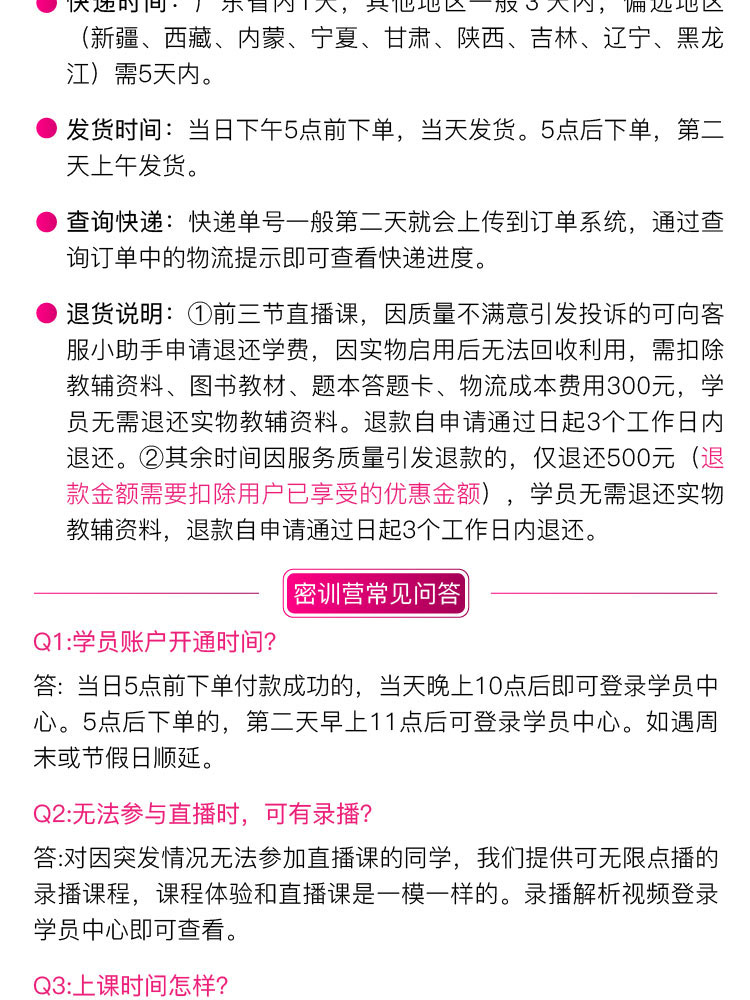 快递时间：广东省内1天，其他地区一般3天内，偏远地区
（新疆、西藏、内蒙、宁夏、甘肃、陕西、吉林、辽宁、黑龙
江）需5天内。
发货时间：当日下午5点前下单，当天发货。5点后下单，第二
天上午发货。
查询快递：快递单号一般第二天就会上传到订单系统，通过查
询订单中的物流提示即可查看快递进度。
退货说明：①前三节直播课，因质量不满意引发投诉的可向客
服小助手申请退还学费，因实物启用后无法回收利用，需扣除
教辅资料、图书教材、题本答题卡、物流成本费用300元，学
员无需退还实物教辅资料。退款自申请通过日起3个工作日内
退还。②其余时间因服务质量引发退款的，仅退还500元（退
款金额需要扣除用户已享受的优惠金额），学员无需退还实物
教辅资料，退款自申请通过日起3个工作日内退还。
密训营常见问答
Q1:学员账户开通时间？
答：当日5点前下单付款成功的，当天晚上10点后即可登录学员中
心。5点后下单的，第二天早上11点后可登录学员中心。如遇周
末或节假日顺延。
Q2:无法参与直播时，可有录播？
答:对因突发情况无法参加直播课的同学，我们提供可无限点播的
录播课程，课程体验和直播课是一模一样的。录播解析视频登录
学员中心即可查看。
Q3:上课时间怎样？